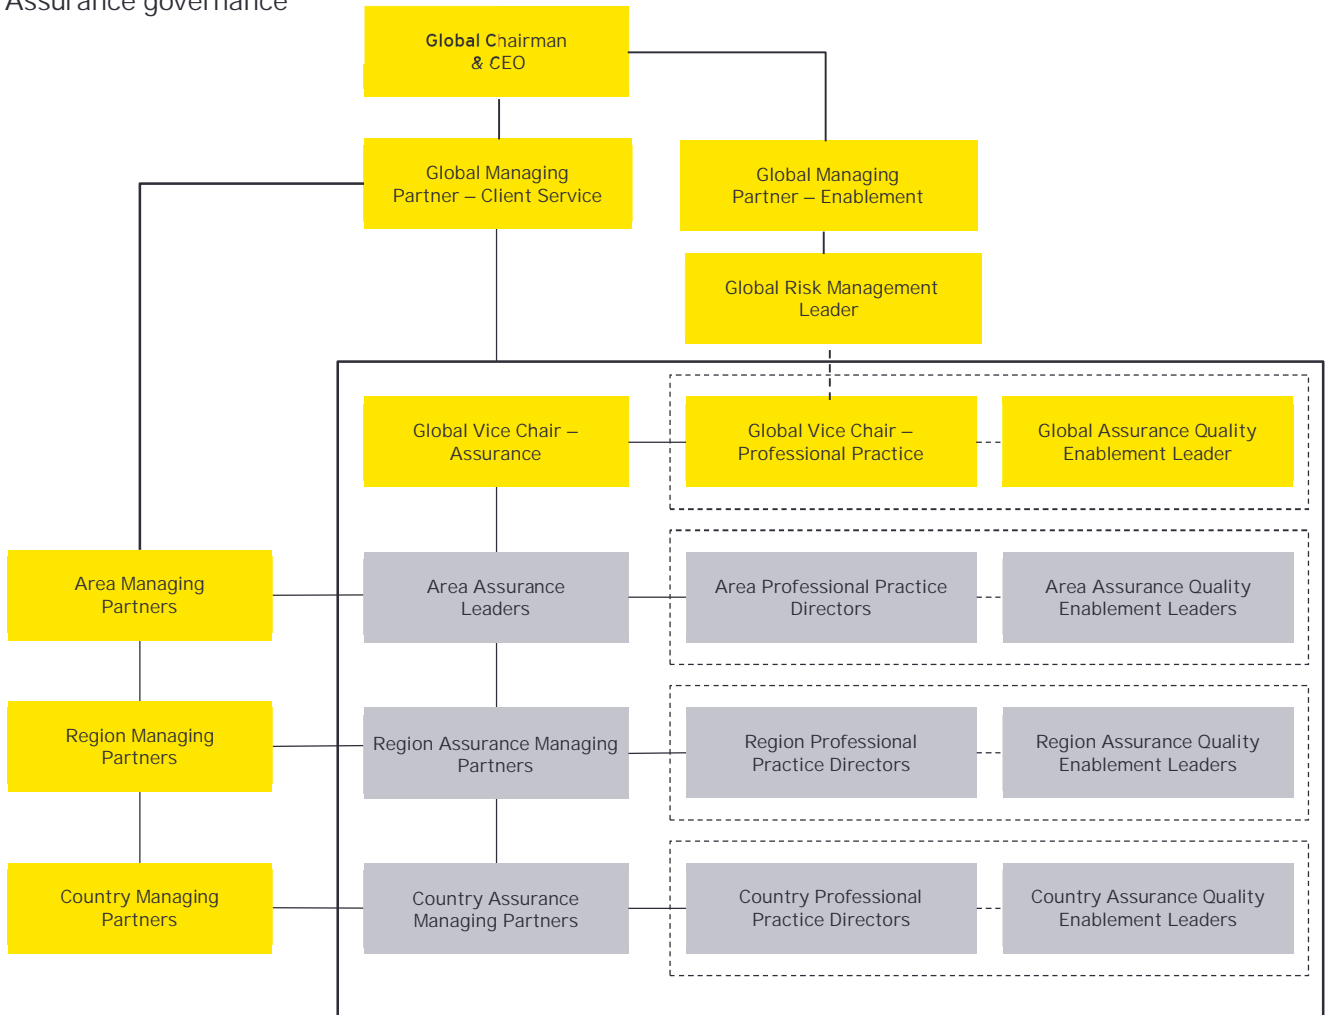 Assurance governance
Global Chairman
& CEO
Global Managing
Partner – Client Service
Global Managing
Partner – Enablement
Global Risk Management
Leader
Global Vice Chair –
Assurance
Global Vice Chair –
Professional Practice
Global Assurance Quality
Enablement Leader
Area Managing
Partners
Area Assurance
Leaders
Area Professional Practice
Directors
Area Assurance Quality
Enablement Leaders
Region Managing
Partners
Region Assurance Managing
Partners
Region Professional
Practice Directors
Region Assurance Quality
Enablement Leaders
Country Managing
Partners
Country Assurance
Managing Partners
Country Professional
Practice Directors
Country Assurance Quality
Enablement Leaders